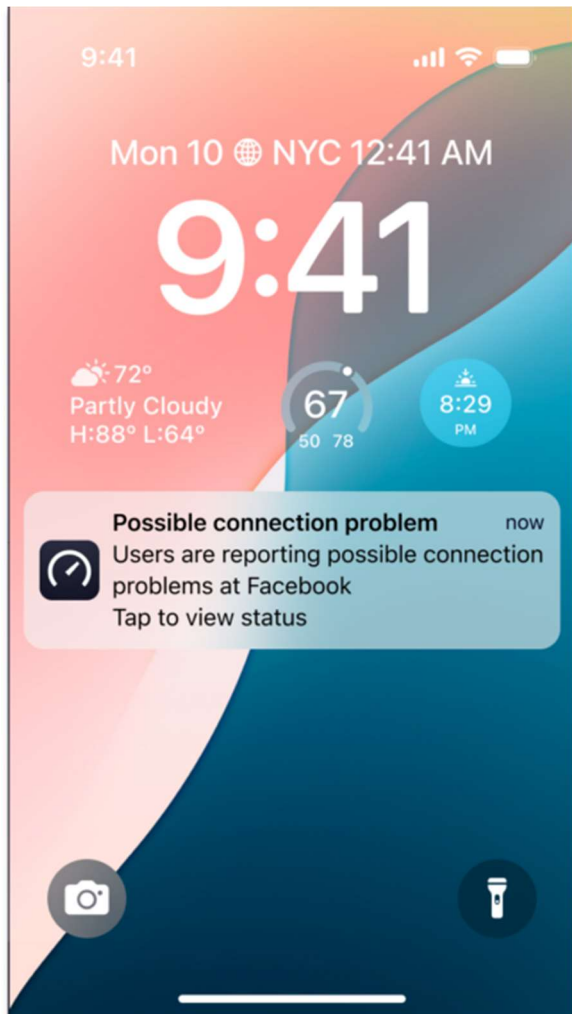 9:41
Mon 10 NYC 12:41 AM
9:41
72°
Partly Cloudy
H:88° L:64°
67
50 78
8:29
PM
Possible connection problem now
Users are reporting possible connection
problems at Facebook
Tap to view status